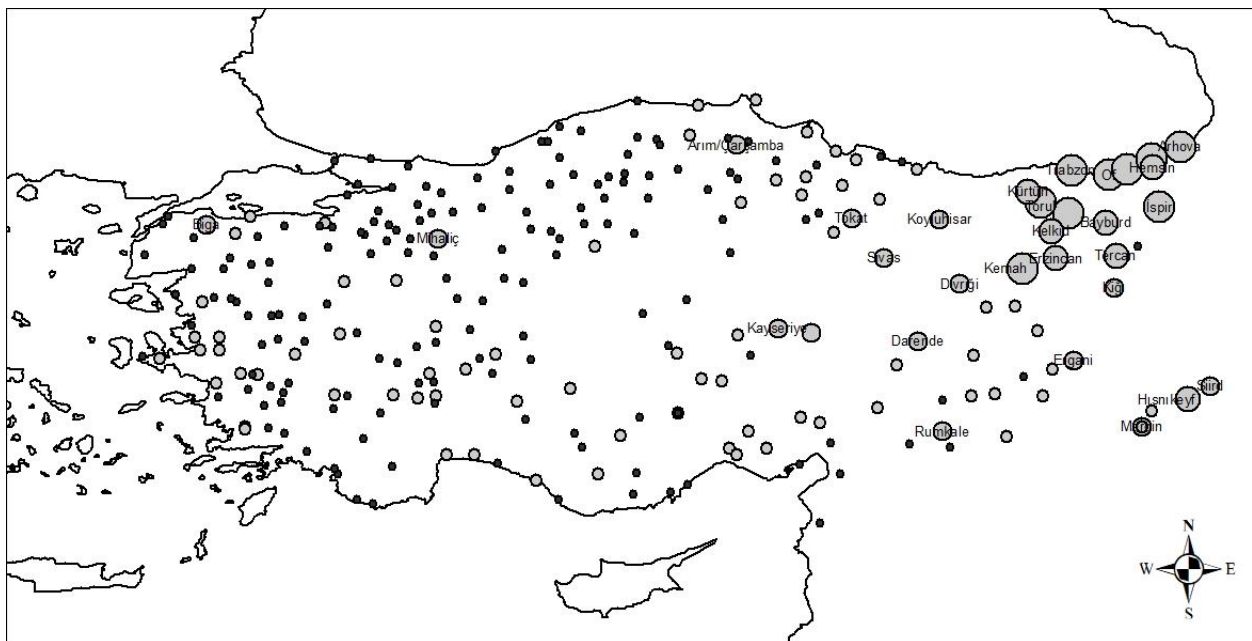 Arım/Çarşamba
Arhova
Hemşin
Trabzon
Of
Kürtün
Torul
İspir
Biga
Tokat
Koyluhisar
Bayburd
Kelkid
Mihaliç
Sivas
Erzincan
Tercan
Kemah
Divriği
Kiğı
Kayseriye
Darende
Ergani
Siird
Hısnıkeyf
Mardin
Rumkale
N
W
E
S